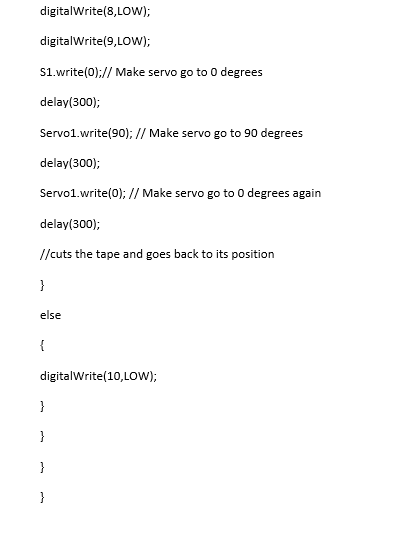 digitalWrite(8,LOW);
digitalWrite(9,LOW);
S1.write(0);// Make servo go to 0 degrees
delay(300);
Servo1.write(90); // Make servo go to 90 degrees
delay(300);
Servo1.write(0); // Make servo go to 0 degrees again
delay(300);
//cuts the tape and goes back to its position
}
else
{
digitalWrite(10,LOW);
}
}
}
}